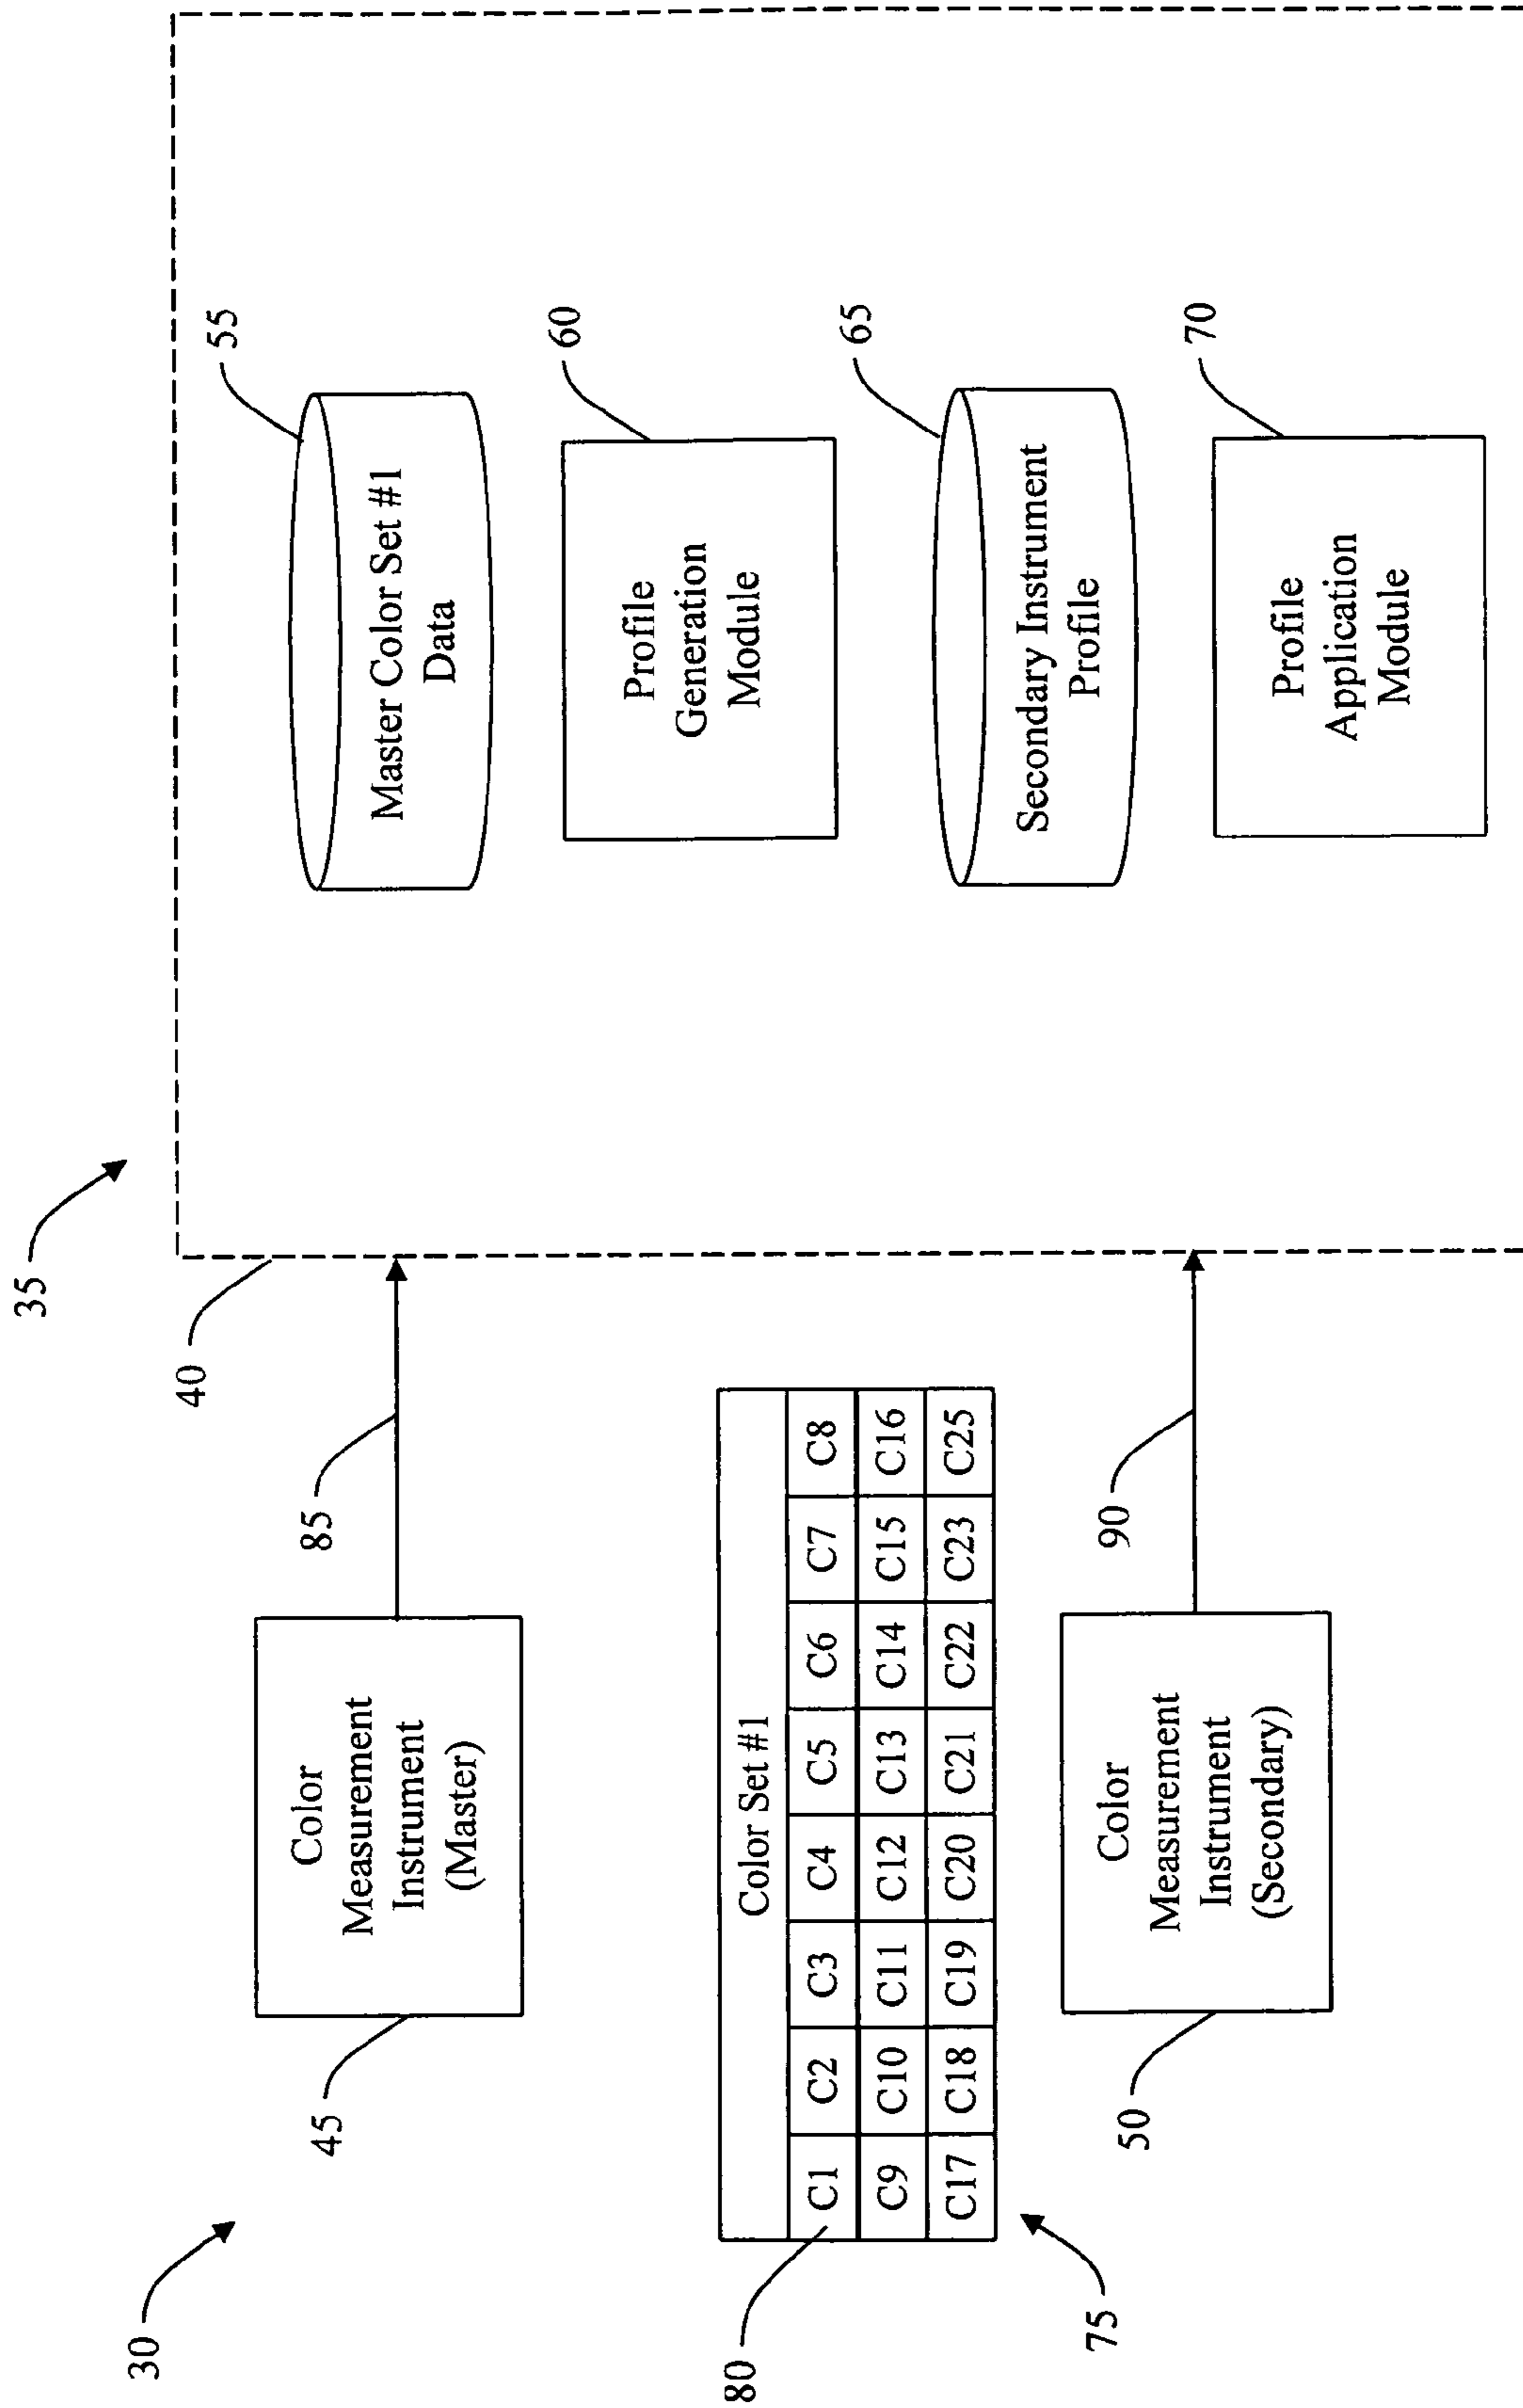 35
30
40
45
Color
Measurement
Instrument
(Master)
85
80
Color Set #1
C1 C2 C3 C4 C5 C6 C7 C8
C9 C10 C11 C12 C13 C14 C15 C16
C17 C18 C19 C20 C21 C22 C23 C25
75
50
Color
Measurement
Instrument
(Secondary)
90
55
Master Color Set #1
Data
60
Profile
Generation
Module
65
Secondary Instrument
Profile
70
Profile
Application
Module